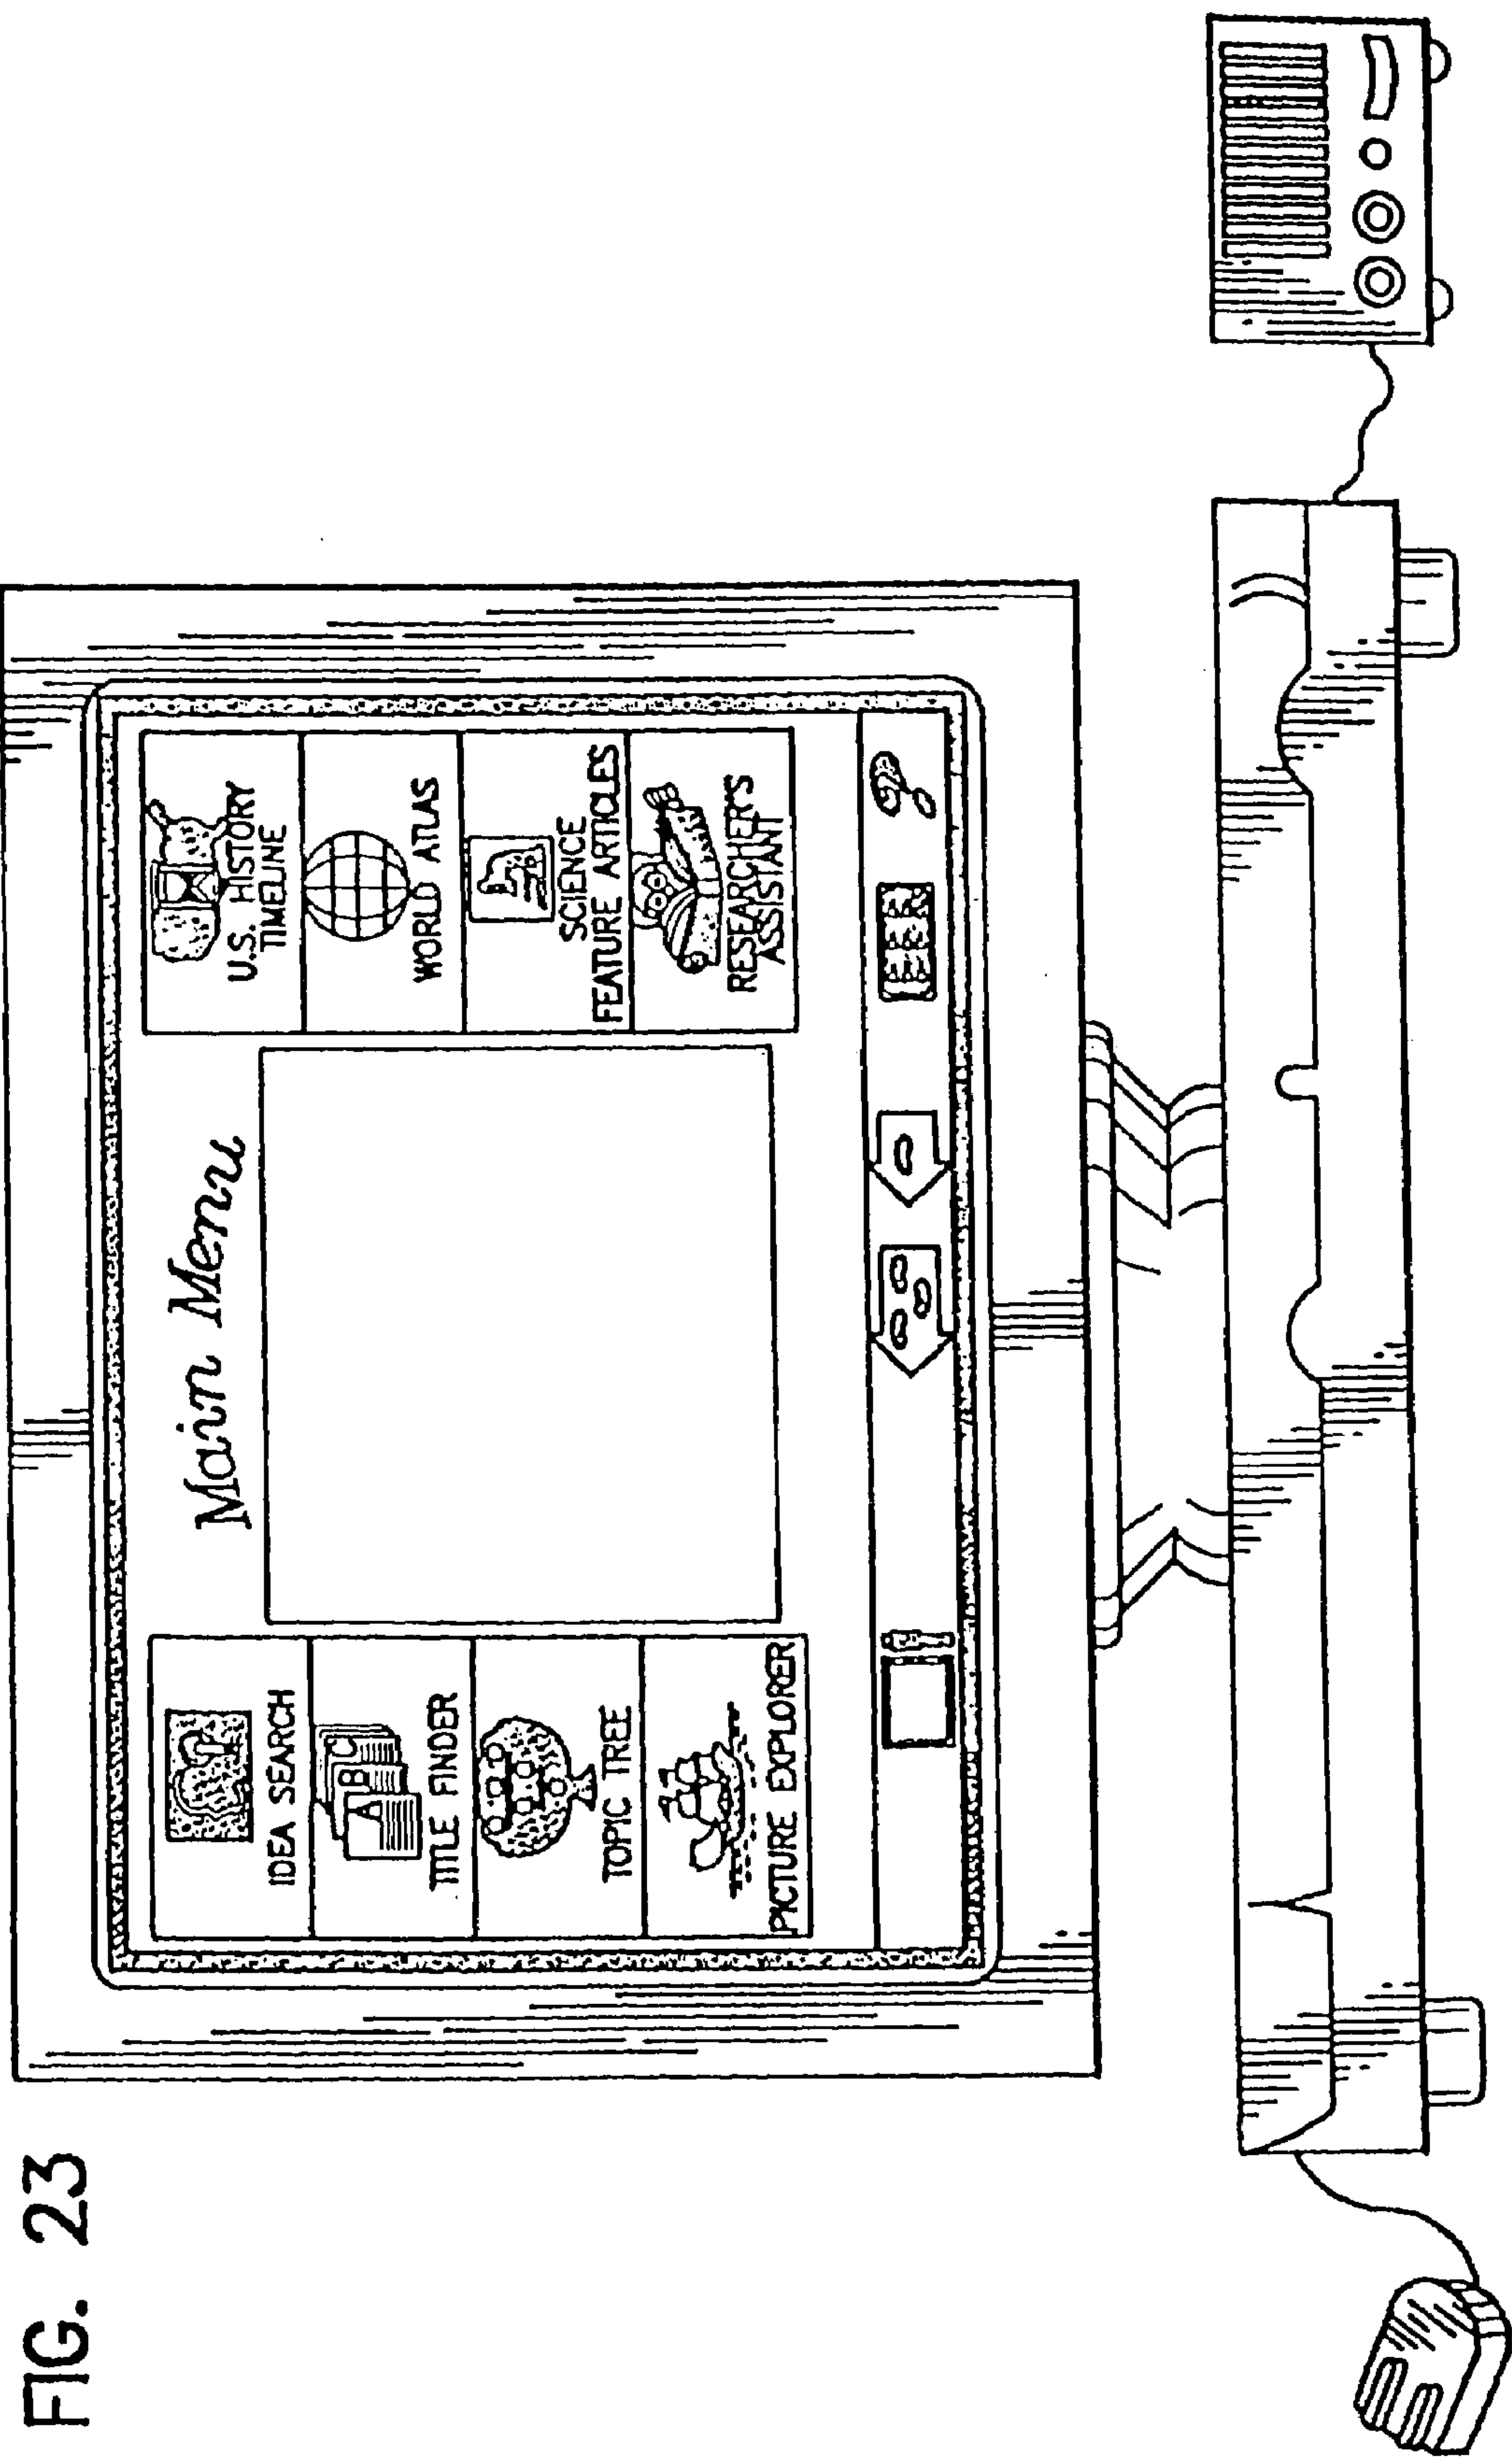 FIG. 23
Main Menu
IDEA SEARCH
A B C
TITLE FINDER
TOPIC TREE
PICTURE EXPLORER
U.S. HISTORY
TIMELINE
WORLD ATLAS
SCIENCE
FEATURE ARTICLES
RESEARCHER'S
ASSISTANT